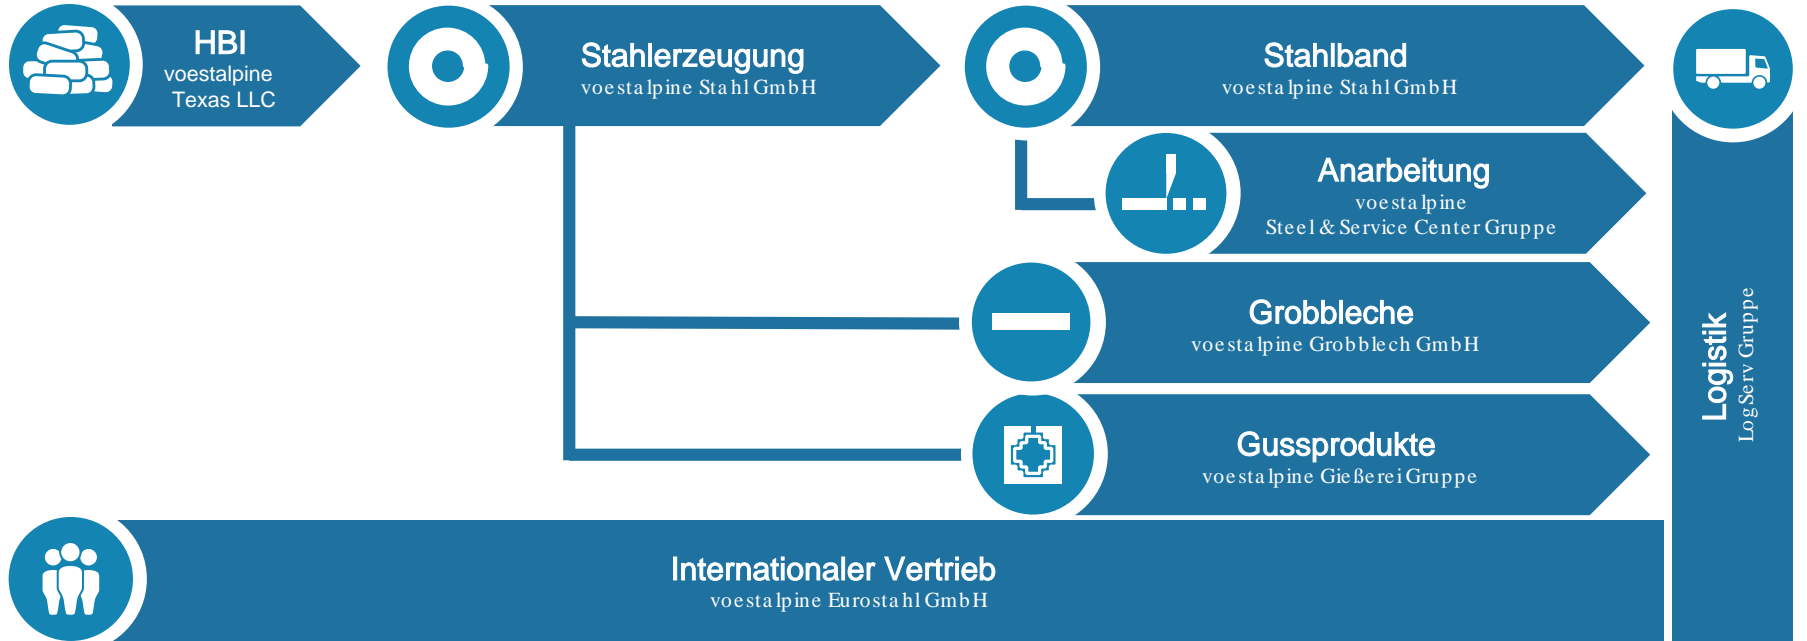 HBI
voestalpine
Texas LLC
Stahlerzeugung
voestalpine Stahl GmbH
Stahlband
voestalpine Stahl GmbH
Anarbeitung
voestalpine
Steel & Service Center Gruppe
Grobbleche
voestalpine Grobblech GmbH
Gussprodukte
voestalpine Gießerei Gruppe
Internationaler Vertrieb
voestalpine Eurostahl GmbH
Logistik
LogServ Gruppe